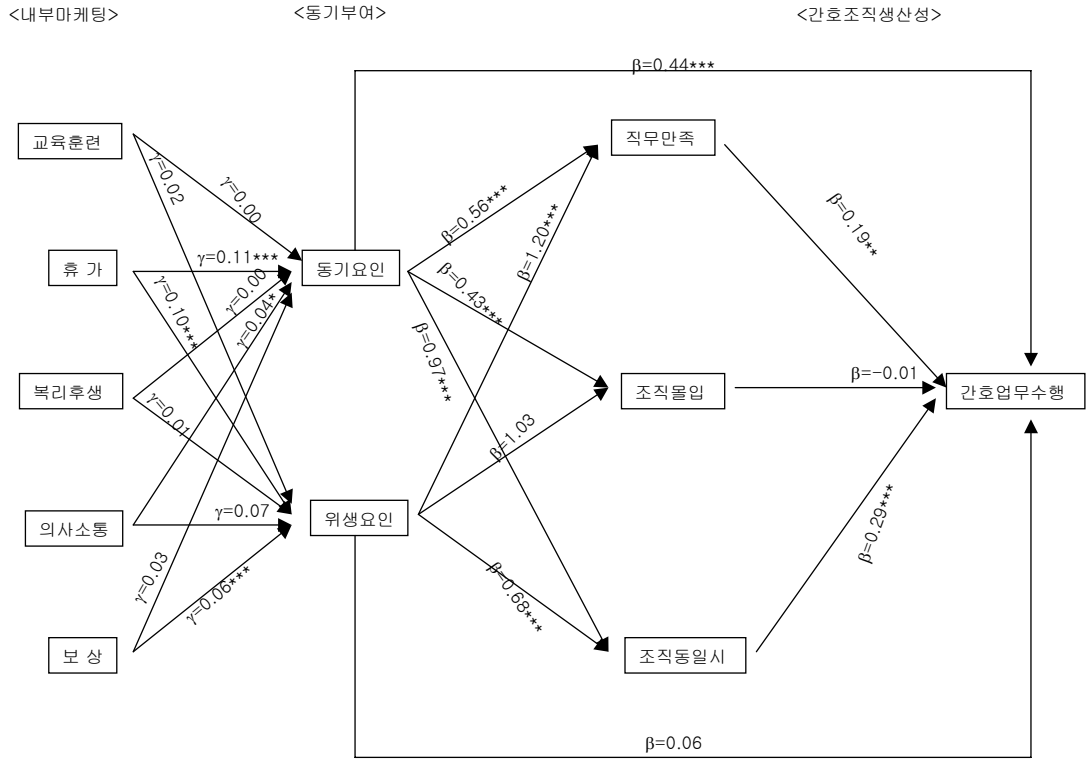 <내부마케팅>
<동기부여>
<간호조직생산성>
β=0.44***
교육훈련
직무만족
γ=0.02
γ=0.00
β=0.56***
β=1.20***
β=0.19**
휴 가
γ=0.11***
동기요인
γ=0.10***
γ=0.00
γ=0.04*
β=0.43***
β=0.97***
복리후생
조직몰입
β=-0.01
간호업무수행
γ=0.01
β=1.03
의사소통
γ=0.07
위생요인
β=0.29***
γ=0.03
γ=0.06***
β=0.68***
보 상
조직동일시
β=0.06